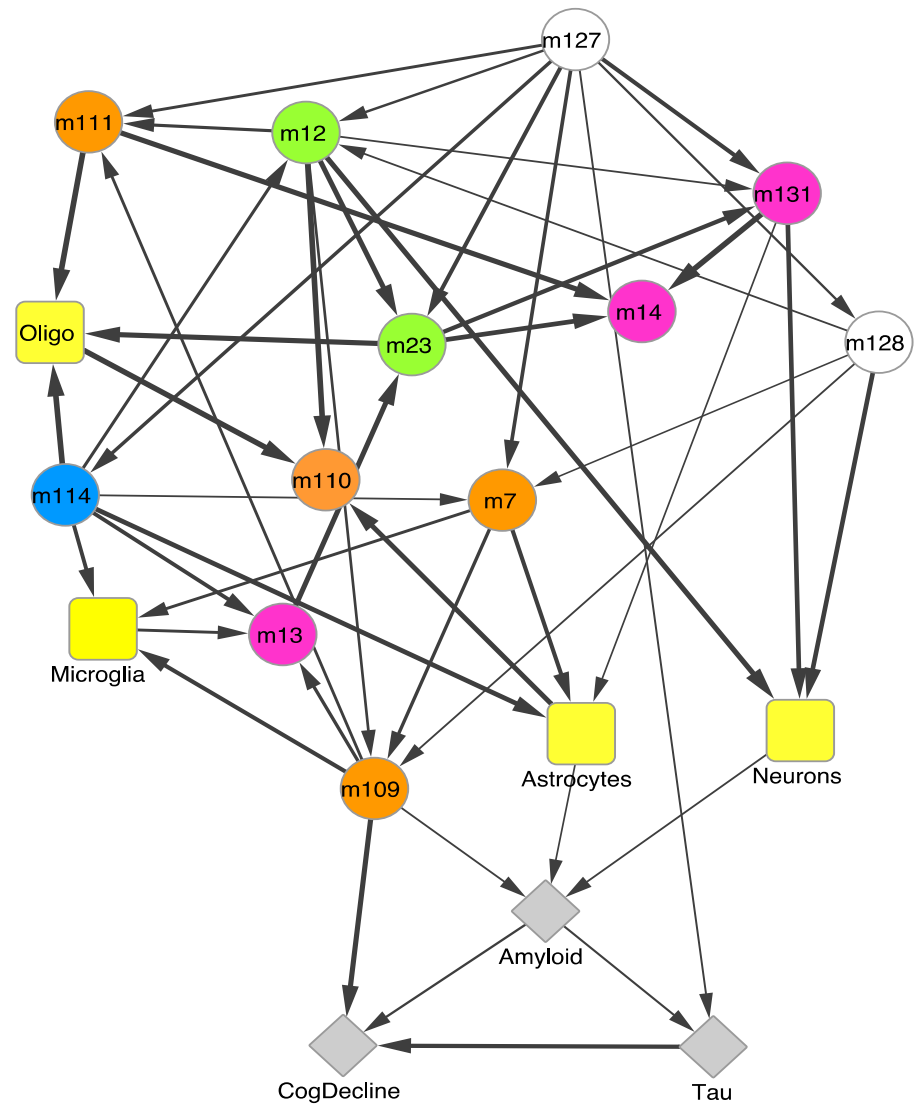 m127
m111
m12
m131
m14
Oligo
m23
m128
m110
m114
m7
m13
Microglia
Astrocytes
Neurons
m109
Amyloid
CogDecline
Tau